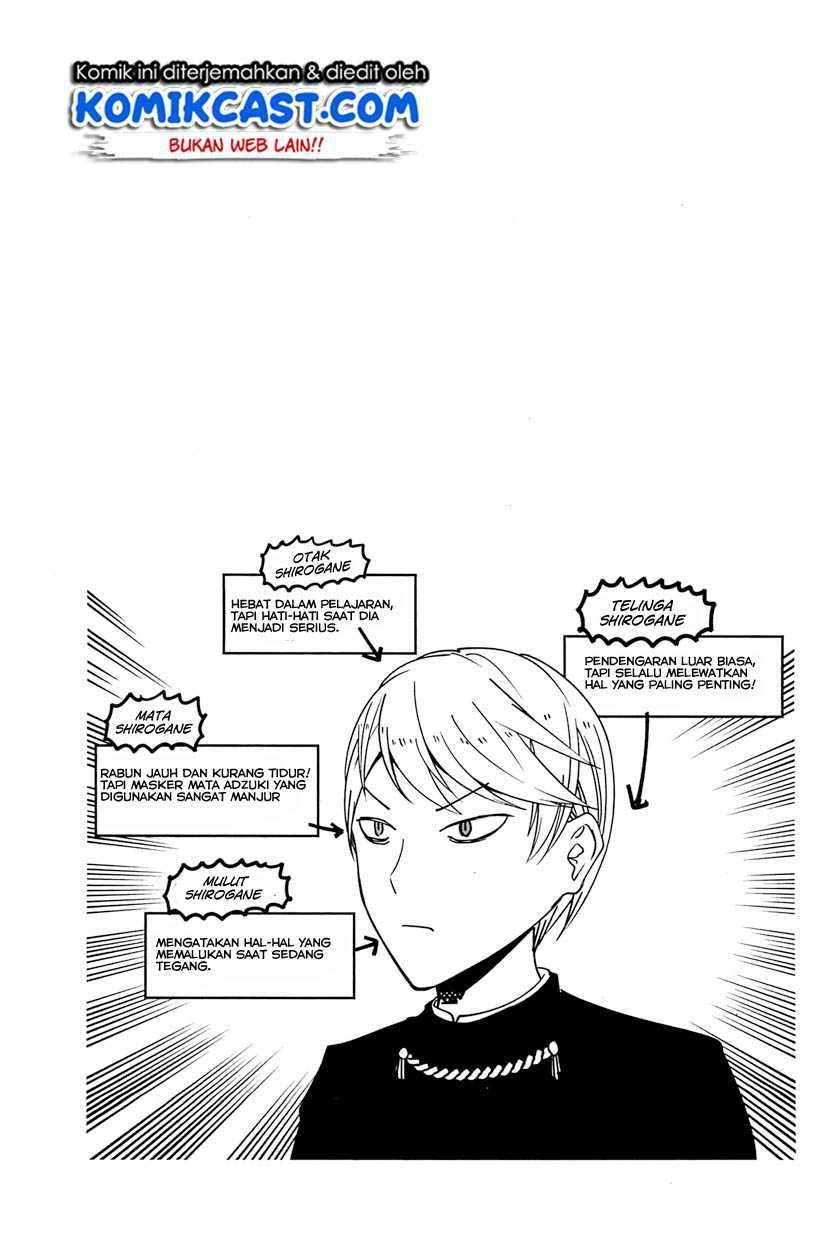 Komik ini diterjemahkan & diedit oleh
KOMIKCAST.COM
BUKAN WEB LAIN!!
OTAK
SHIROGANE
HEBAT DALAM PELAJARAN,
TAPI HATI-HATI SAAT DIA
MENJADI SERIUS.
TELINGA
SHIROGANE
PENDENGARAN LUAR BIASA,
TAPI SELALU MELEWATKAN
HAL YANG PALING PENTING!
MATA
SHIROGANE
RABUN JAUH DAN KURANG TIDUR!
TAPI MASKER MATA ADZUKI YANG
DIGUNAKAN SANGAT MANJUR
MULUT
SHIROGANE
MENGATAKAN HAL-HAL YANG
MEMALUKAN SAAT SEDANG
TEGANG.